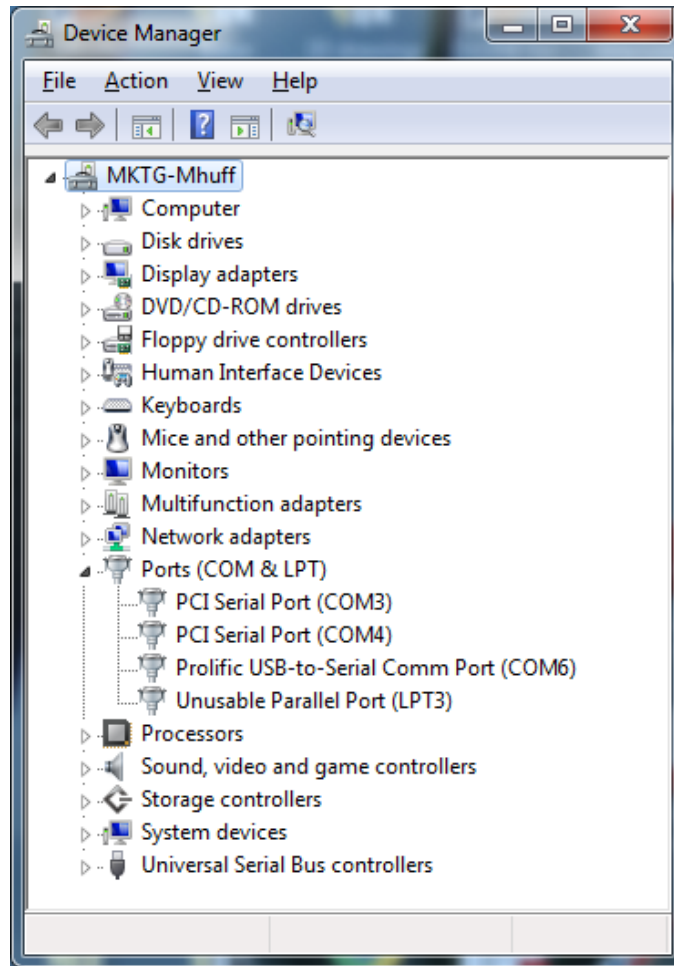 Device Manager
File Action View Help
MKTG-Mhuff
Computer
Disk drives
Display adapters
DVD/CD-ROM drives
Floppy drive controllers
Human Interface Devices
Keyboards
Mice and other pointing devices
Monitors
Multifunction adapters
Network adapters
Ports (COM & LPT)
PCI Serial Port (COM3)
PCI Serial Port (COM4)
Prolific USB-to-Serial Comm Port (COM6)
Unusable Parallel Port (LPT3)
Processors
Sound, video and game controllers
Storage controllers
System devices
Universal Serial Bus controllers